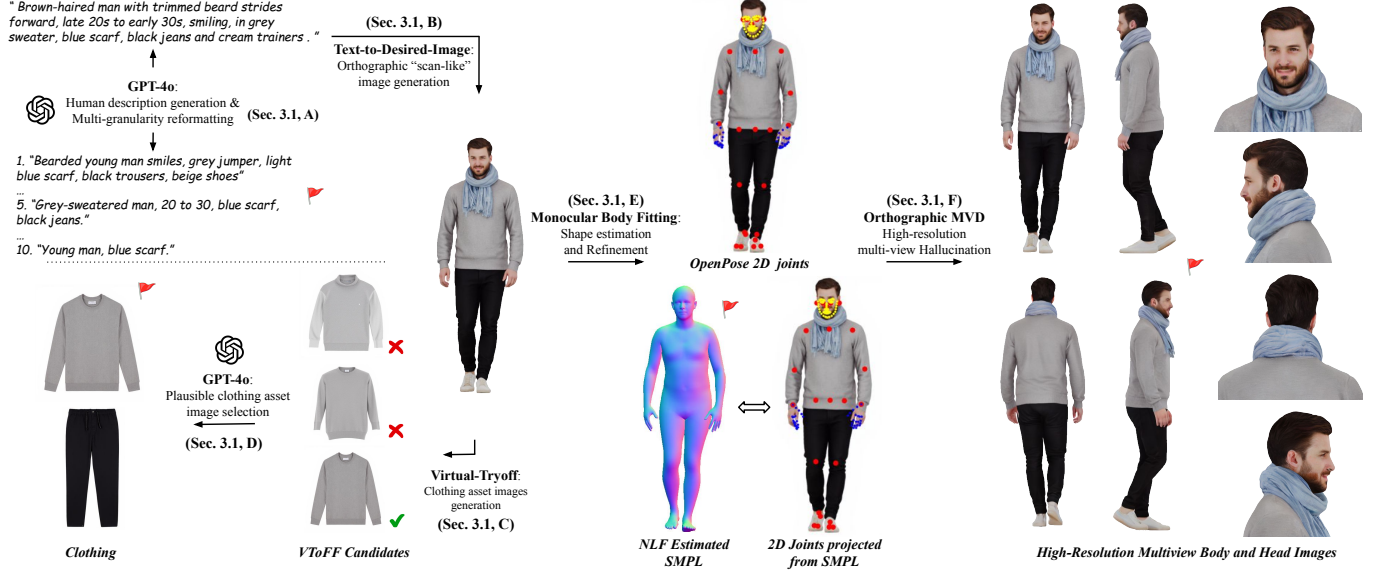 “ Brown-haired man with trimmed beard strides
forward, late 20s to early 30s, smiling, in grey
sweater, blue scarf, black jeans and cream trainers . ”
GPT-4o:
Human description generation &
Multi-granularity reformatting
(Sec. 3.1, A)
1. “Bearded young man smiles, grey jumper, light
blue scarf, black trousers, beige shoes”
...
5. “Grey-sweatered man, 20 to 30, blue scarf,
black jeans.”
...
10. “Young man, blue scarf.”
(Sec. 3.1, B)
Text-to-Desired-Image:
Orthographic “scan-like”
image generation
GPT-4o:
Plausible clothing asset
image selection
(Sec. 3.1, D)
Virtual-Tryoff:
Clothing asset images
generation
(Sec. 3.1, C)
Clothing
VToFF Candidates
(Sec. 3.1, E)
Monocular Body Fitting:
Shape estimation
and Refinement
OpenPose 2D joints
NLF Estimated
SMPL
2D Joints projected
from SMPL
(Sec. 3.1, F)
Orthographic MVD
High-resolution
multi-view Hallucination
High-Resolution Multiview Body and Head Images